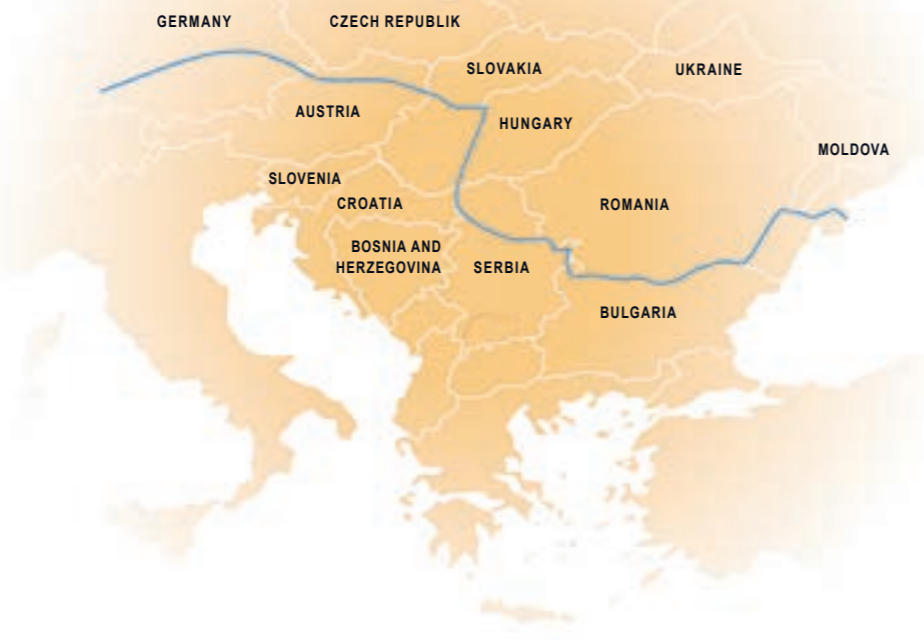 GERMANY
CZECH REPUBLIK
SLOVAKIA
UKRAINE
AUSTRIA
HUNGARY
MOLDOVA
SLOVENIA
CROATIA
ROMANIA
BOSNIA AND
HERZEGOVINA
SERBIA
BULGARIA